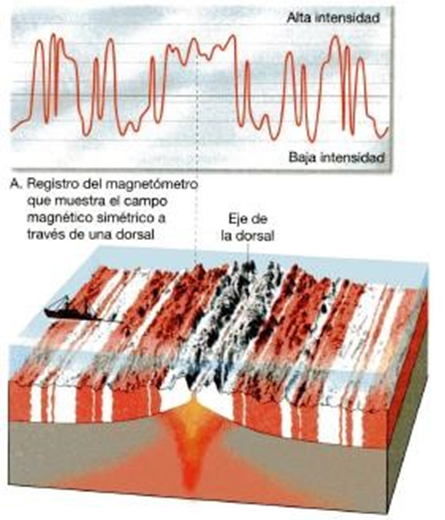 Alta intensidad
Baja intensidad
A. Registro del magnetómetro
que muestra el campo
magnético simétrico a
través de una dorsal
Eje de
la dorsal